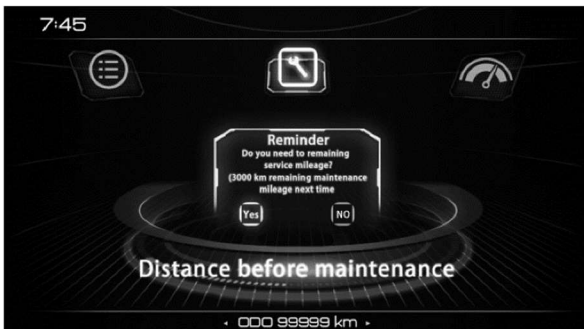 7:45
Reminder
Do you need to remaining
service mileage?
(3000 km remaining maintenance
mileage next time
Yes NO
Distance before maintenance
ODO 99999 km